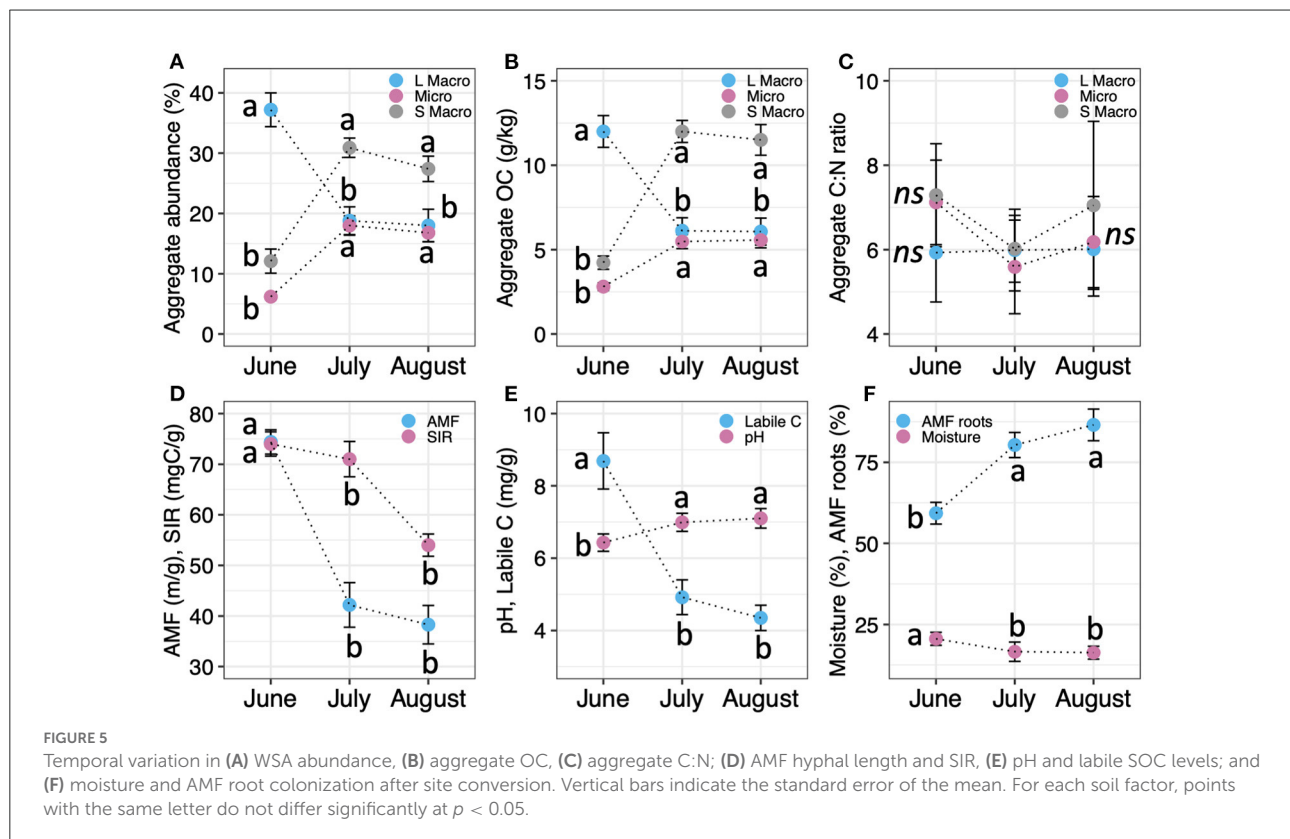 A
L Macro
Micro
S Macro
Aggregate abundance (%)
40
30
20
10
0
a
b
b
a
b
a
a
b
a
June
July
August
B
L Macro
Micro
S Macro
Aggregate OC (g/kg)
15
10
5
0
a
b
b
a
b
a
a
b
a
June
July
August
C
L Macro
Micro
S Macro
Aggregate C:N ratio
10
8
6
4
ns
ns
ns
June
July
August
D
AMF
SIR
AMF (m/g), SIR (mgC/g)
80
70
60
50
40
30
a
a
b
b
b
b
June
July
August
E
Labile C
pH
pH, Labile C (mg/g)
10
8
6
4
a
b
a
b
a
b
June
July
August
F
AMF roots
Moisture
Moisture (%), AMF roots (%)
75
50
25
b
a
a
b
a
b
June
July
August
FIGURE 5
Temporal variation in (A) WSA abundance, (B) aggregate OC, (C) aggregate C:N; (D) AMF hyphal length and SIR, (E) pH and labile SOC levels; and
(F) moisture and AMF root colonization after site conversion. Vertical bars indicate the standard error of the mean. For each soil factor, points
with the same letter do not differ significantly at p < 0.05.